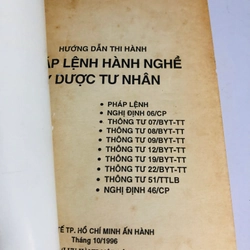 HƯỚNG DẪN THI HÀNH
ÁP LỆNH HÀNH NGHỀ
DƯỢC TƯ NHÂN
• PHÁP LỆNH
• NGHỊ ĐỊNH 06/CP
• THÔNG TƯ 07/BYT-TT
• THÔNG TƯ 08/BYT-TT
• THÔNG TƯ 09/BYT-TT
• THÔNG TƯ 12/BYT-TT
• THÔNG TƯ 19/BYT-TT
• THÔNG TƯ 22/BYT-TT
• THÔNG TƯ 51/TTLB
• NGHỊ ĐỊNH 46/CP
TẾ TP. HỒ CHÍ MINH ẤN HÀNH
Tháng 10/1996